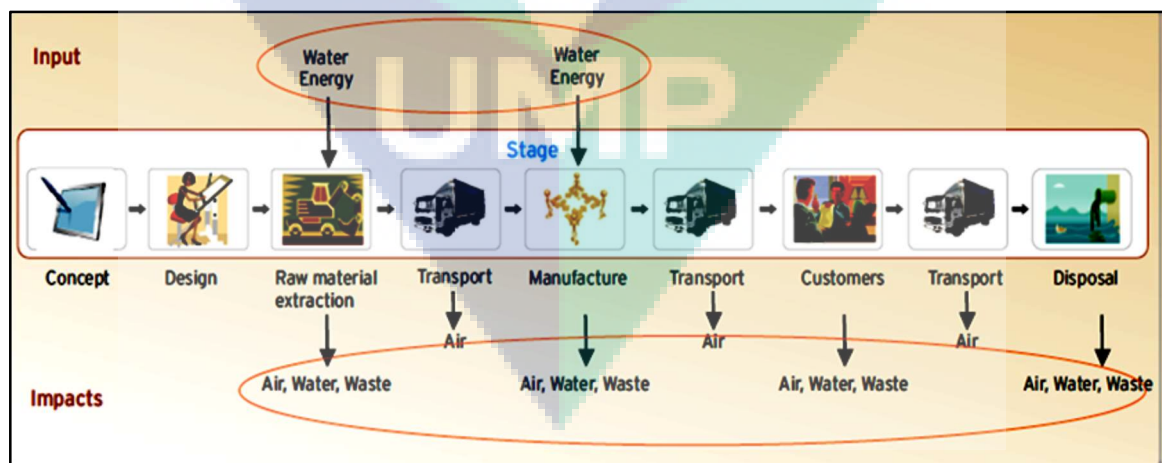 Input
Water
Energy
Water
Energy
UMP
Stage
Concept
Design
Raw material
extraction
Transport
Manufacture
Transport
Customers
Transport
Disposal
Air
Air
Air
Impacts
Air, Water, Waste
Air, Water, Waste
Air, Water, Waste
Air, Water, Waste